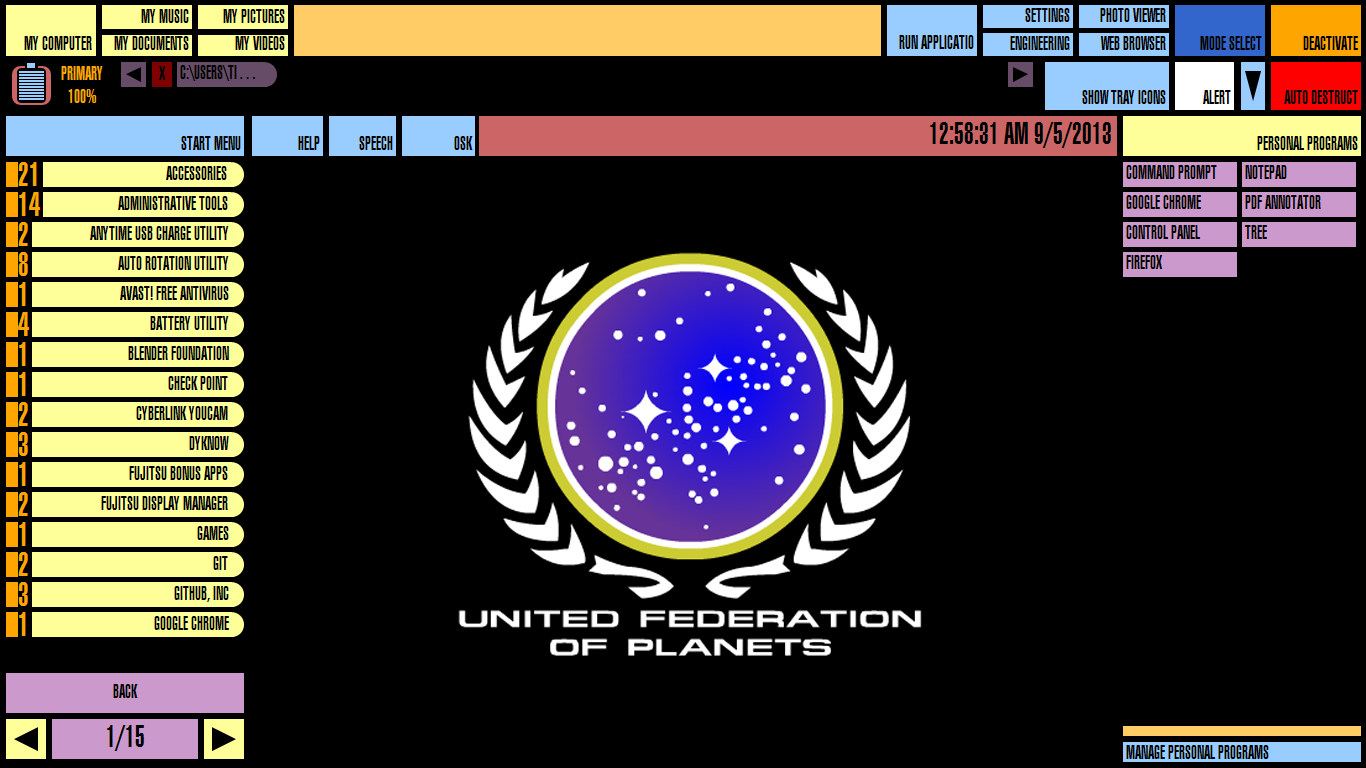 MY COMPUTER
MY MUSIC
MY PICTURES
MY DOCUMENTS
MY VIDEOS
RUN APPLICATIO
SETTINGS
PHOTO VIEWER
ENGINEERING
WEB BROWSER
MODE SELECT
DEACTIVATE
PRIMARY
100%
X
C:\USERS\TI . . .
SHOW TRAY ICONS
ALERT
AUTO DESTRUCT
START MENU
HELP
SPEECH
OSK
12:58:31 AM 9/5/2013
PERSONAL PROGRAMS
21 ACCESSORIES
14 ADMINISTRATIVE TOOLS
2 ANYTIME USB CHARGE UTILITY
8 AUTO ROTATION UTILITY
1 AVAST! FREE ANTIVIRUS
4 BATTERY UTILITY
1 BLENDER FOUNDATION
1 CHECK POINT
2 CYBERLINK YOUCAM
3 DYKNOW
1 FUJITSU BONUS APPS
2 FUJITSU DISPLAY MANAGER
1 GAMES
2 GIT
3 GITHUB, INC
1 GOOGLE CHROME
BACK
1/15
UNITED FEDERATION
OF PLANETS
COMMAND PROMPT
NOTEPAD
GOOGLE CHROME
PDF ANNOTATOR
CONTROL PANEL
TREE
FIREFOX
MANAGE PERSONAL PROGRAMS